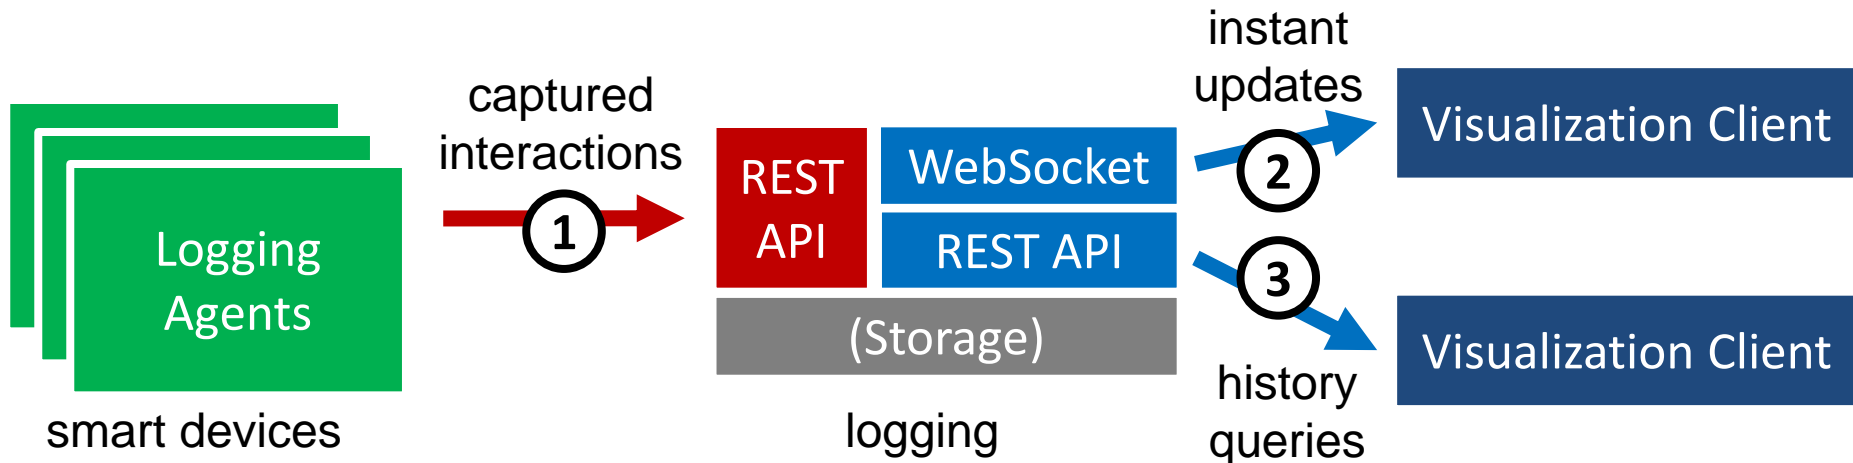 Logging
Agents
smart devices
captured
interactions
1
REST
API
WebSocket
REST API
(Storage)
logging
instant
updates
2
3
history
queries
Visualization Client
Visualization Client